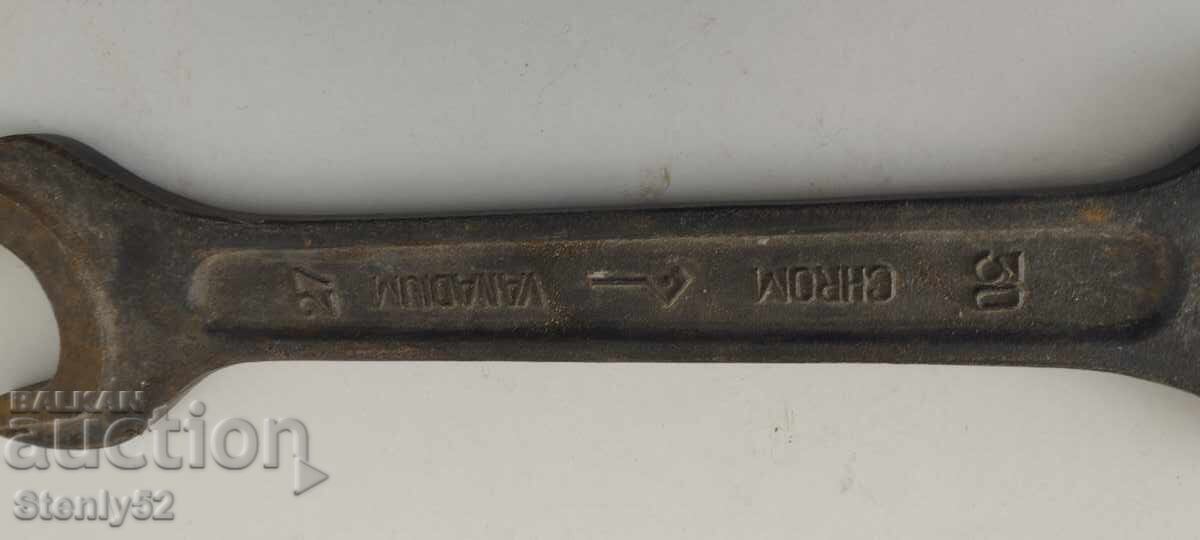 30 CHROM VANADIUM 27
BALKAN
auction
Stenly52